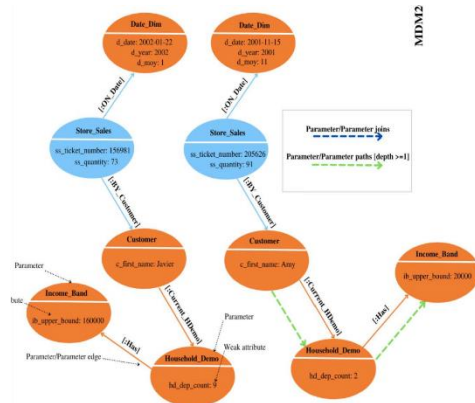 MDM2
Date_Dim
d_date: 2002-01-22
d_year: 2002
d_moy: 1
Date_Dim
d_date: 2001-11-15
d_year: 2001
d_moy: 11
[:ON_Date]
[:ON_Date]
Store_Sales
ss_ticket_number: 156981
ss_quantity: 73
Store_Sales
ss_ticket_number: 205626
ss_quantity: 91
Parameter/Parameter joins
Parameter/Parameter paths [depth >=1]
[:BY_Customer]
[:BY_Customer]
Customer
c_first_name: Javier
Customer
c_first_name: Amy
Parameter
Income_Band
ib_upper_bound: 160000
bute
[:Current_HDemo]
[:Current_HDemo]
Income_Band
ib_upper_bound: 20000
Parameter
[:Has]
[:Has]
Weak attribute
Parameter/Parameter edge
Household_Demo
hd_dep_count: 9
Household_Demo
hd_dep_count: 2